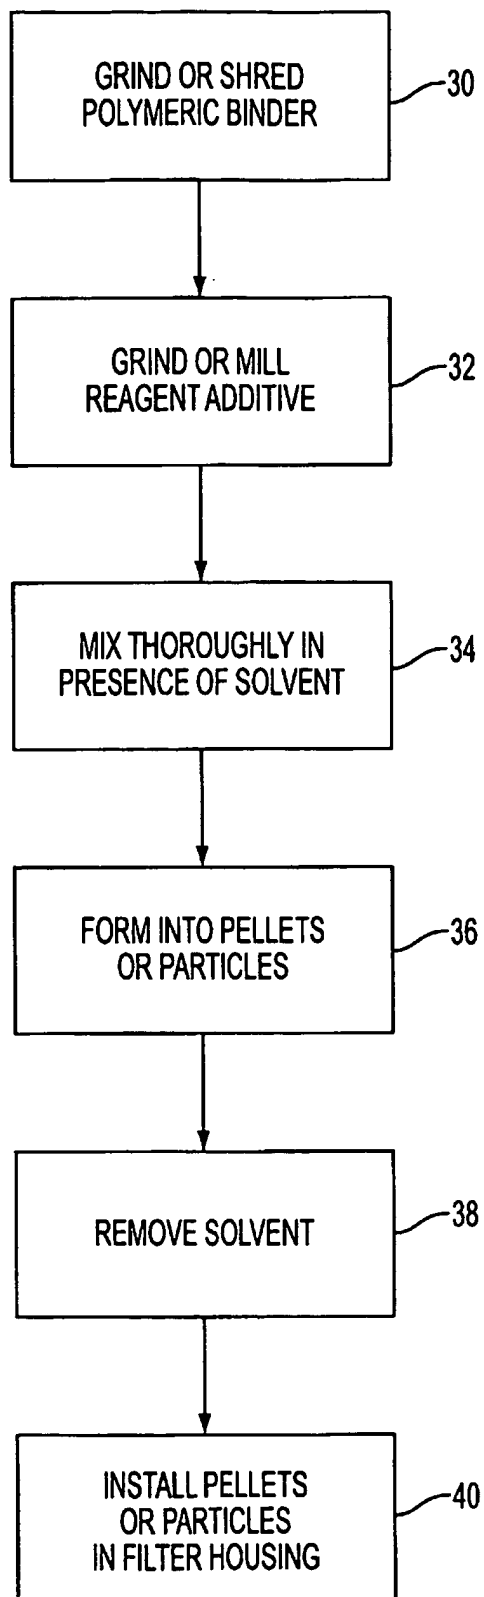 GRIND OR SHRED
POLYMERIC BINDER
30
GRIND OR MILL
REAGENT ADDITIVE
32
MIX THOROUGHLY IN
PRESENCE OF SOLVENT
34
FORM INTO PELLETS
OR PARTICLES
36
REMOVE SOLVENT
38
INSTALL PELLETS
OR PARTICLES
IN FILTER HOUSING
40